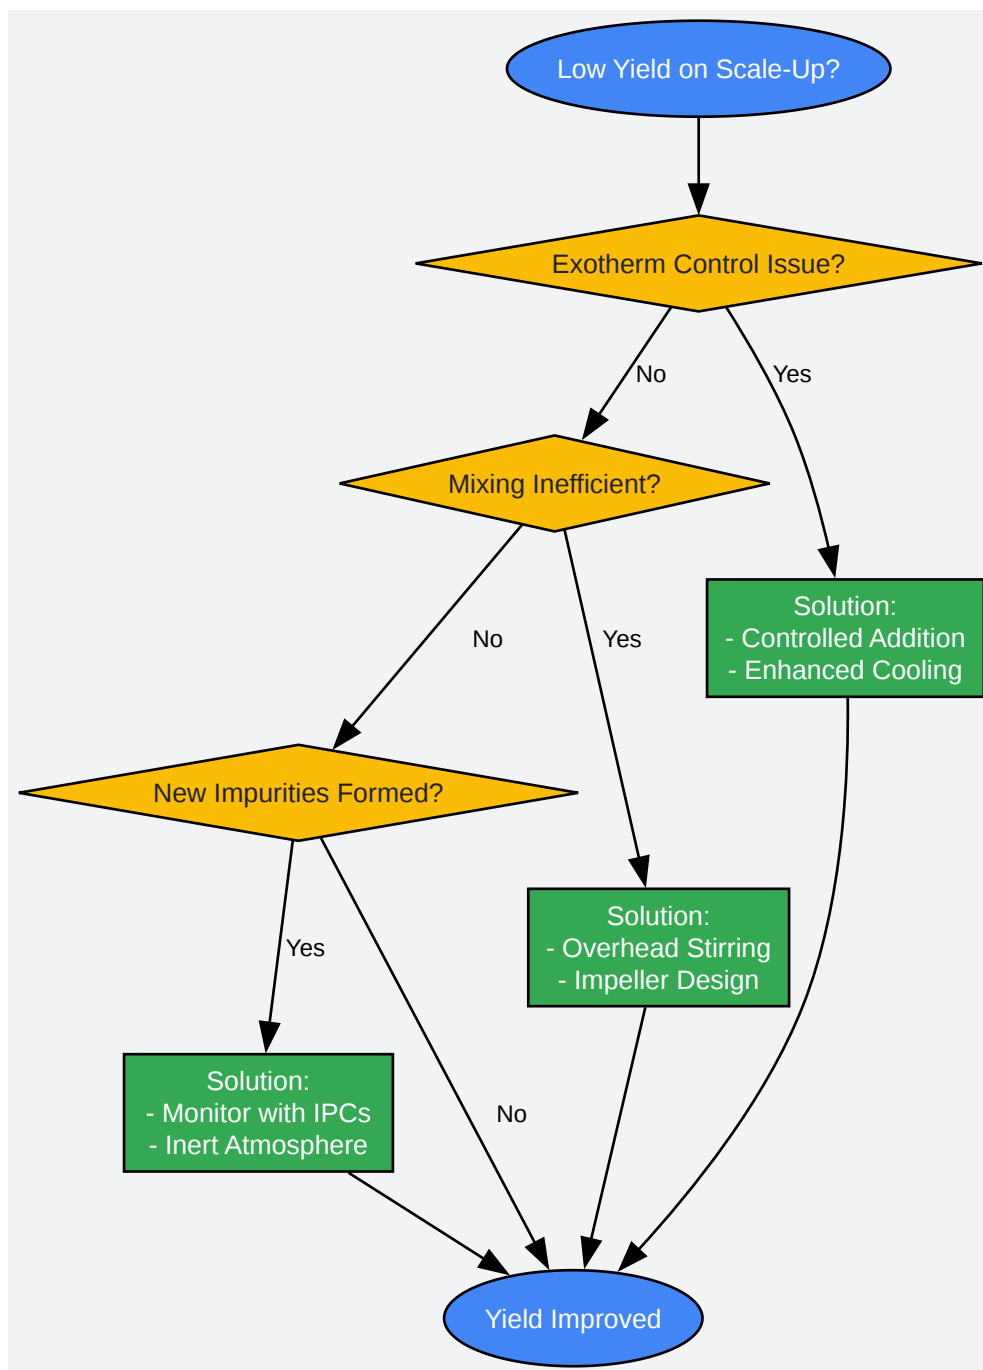 Low Yield on Scale-Up?
Exotherm Control Issue?
No
Yes
Mixing Inefficient?
No
Yes
Solution:
- Controlled Addition
- Enhanced Cooling
New Impurities Formed?
Solution:
- Overhead Stirring
- Impeller Design
Yes
No
Solution:
- Monitor with IPCs
- Inert Atmosphere
Yield Improved